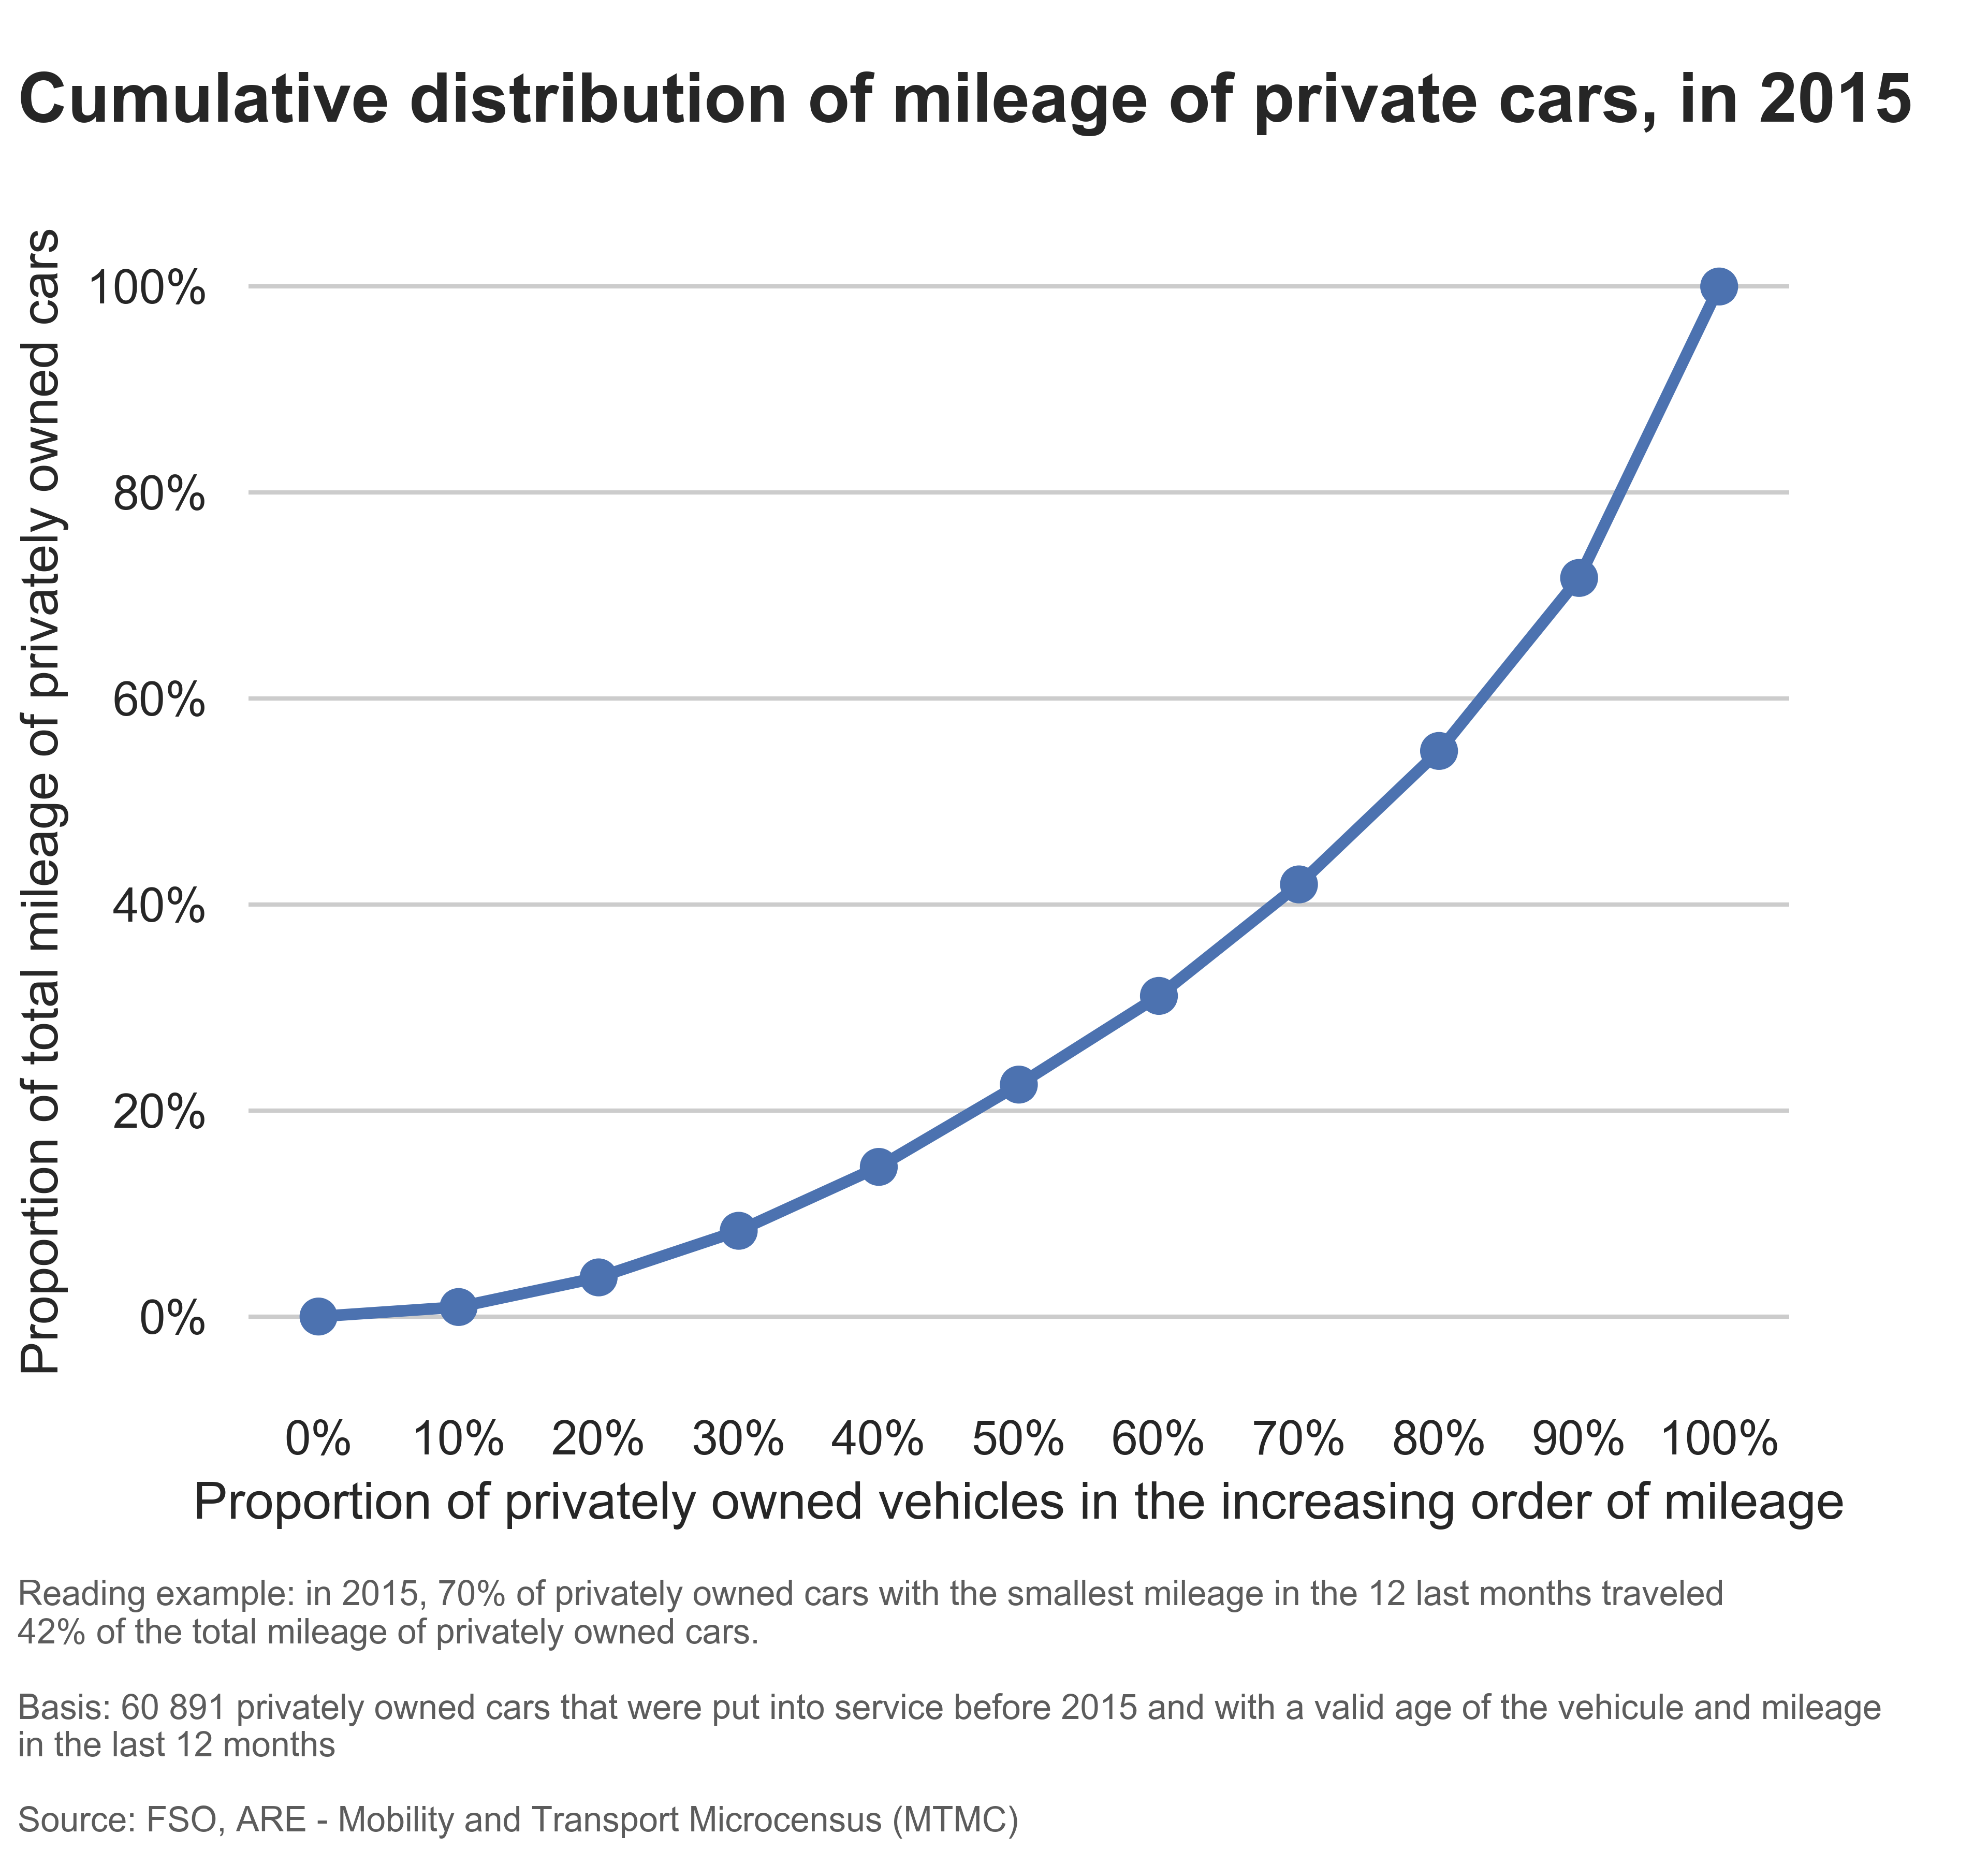 Cumulative distribution of mileage of private cars, in 2015
Proportion of total mileage of privately owned cars
100%
80%
60%
40%
20%
0%
0% 10% 20% 30% 40% 50% 60% 70% 80% 90% 100%
Proportion of privately owned vehicles in the increasing order of mileage
Reading example: in 2015, 70% of privately owned cars with the smallest mileage in the 12 last months traveled
42% of the total mileage of privately owned cars.
Basis: 60 891 privately owned cars that were put into service before 2015 and with a valid age of the vehicule and mileage
in the last 12 months
Source: FSO, ARE - Mobility and Transport Microcensus (MTMC)